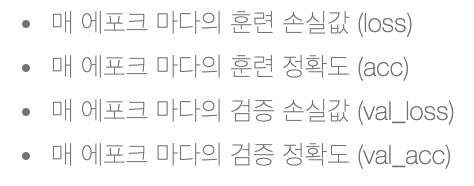 • 매 에포크 마다의 훈련 손실값 (loss)
• 매 에포크 마다의 훈련 정확도 (acc)
• 매 에포크 마다의 검증 손실값 (val_loss)
• 매 에포크 마다의 검증 정확도 (val_acc)